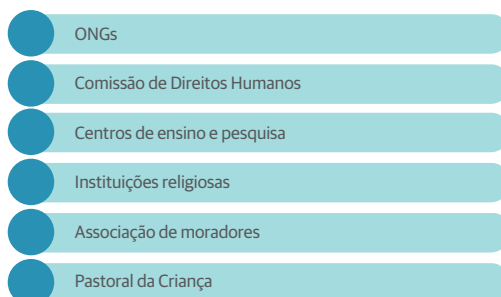 ONGs
Comissão de Direitos Humanos
Centros de ensino e pesquisa
Instituições religiosas
Associação de moradores
Pastoral da Criança